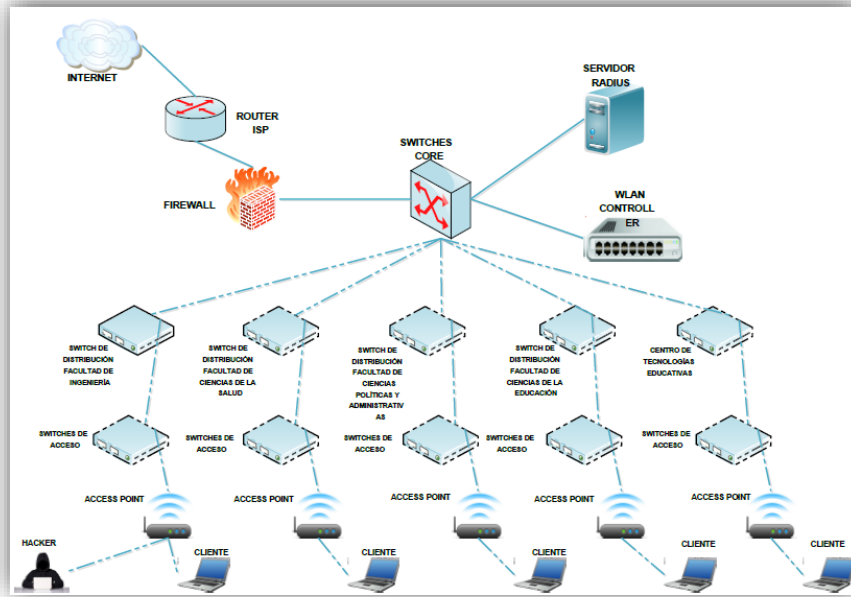 INTERNET
ROUTER
ISP
FIREWALL
SWITCHES
CORE
SERVIDOR
RADIUS
WLAN
CONTROLL
ER
SWITCH DE
DISTRIBUCIÓN
FACULTAD DE
INGENIERÍA
SWITCH DE
DISTRIBUCIÓN
FACULTAD DE
CIENCIAS DE LA
SALUD
SWITCH DE
DISTRIBUCIÓN
FACULTAD DE
CIENCIAS
POLÍTICAS Y
ADMINISTRATIV
AS
SWITCH DE
DISTRIBUCIÓN
FACULTAD DE
CIENCIAS DE LA
EDUCACIÓN
CENTRO DE
TECNOLOGÍAS
EDUCATIVAS
SWITCHES DE
ACCESO
SWITCHES DE
ACCESO
SWITCHES DE
ACCESO
SWITCHES DE
ACCESO
SWITCHES DE
ACCESO
ACCESS POINT
ACCESS POINT
ACCESS POINT
ACCESS POINT
ACCESS POINT
HACKER
CLIENTE
CLIENTE
CLIENTE
CLIENTE
CLIENTE